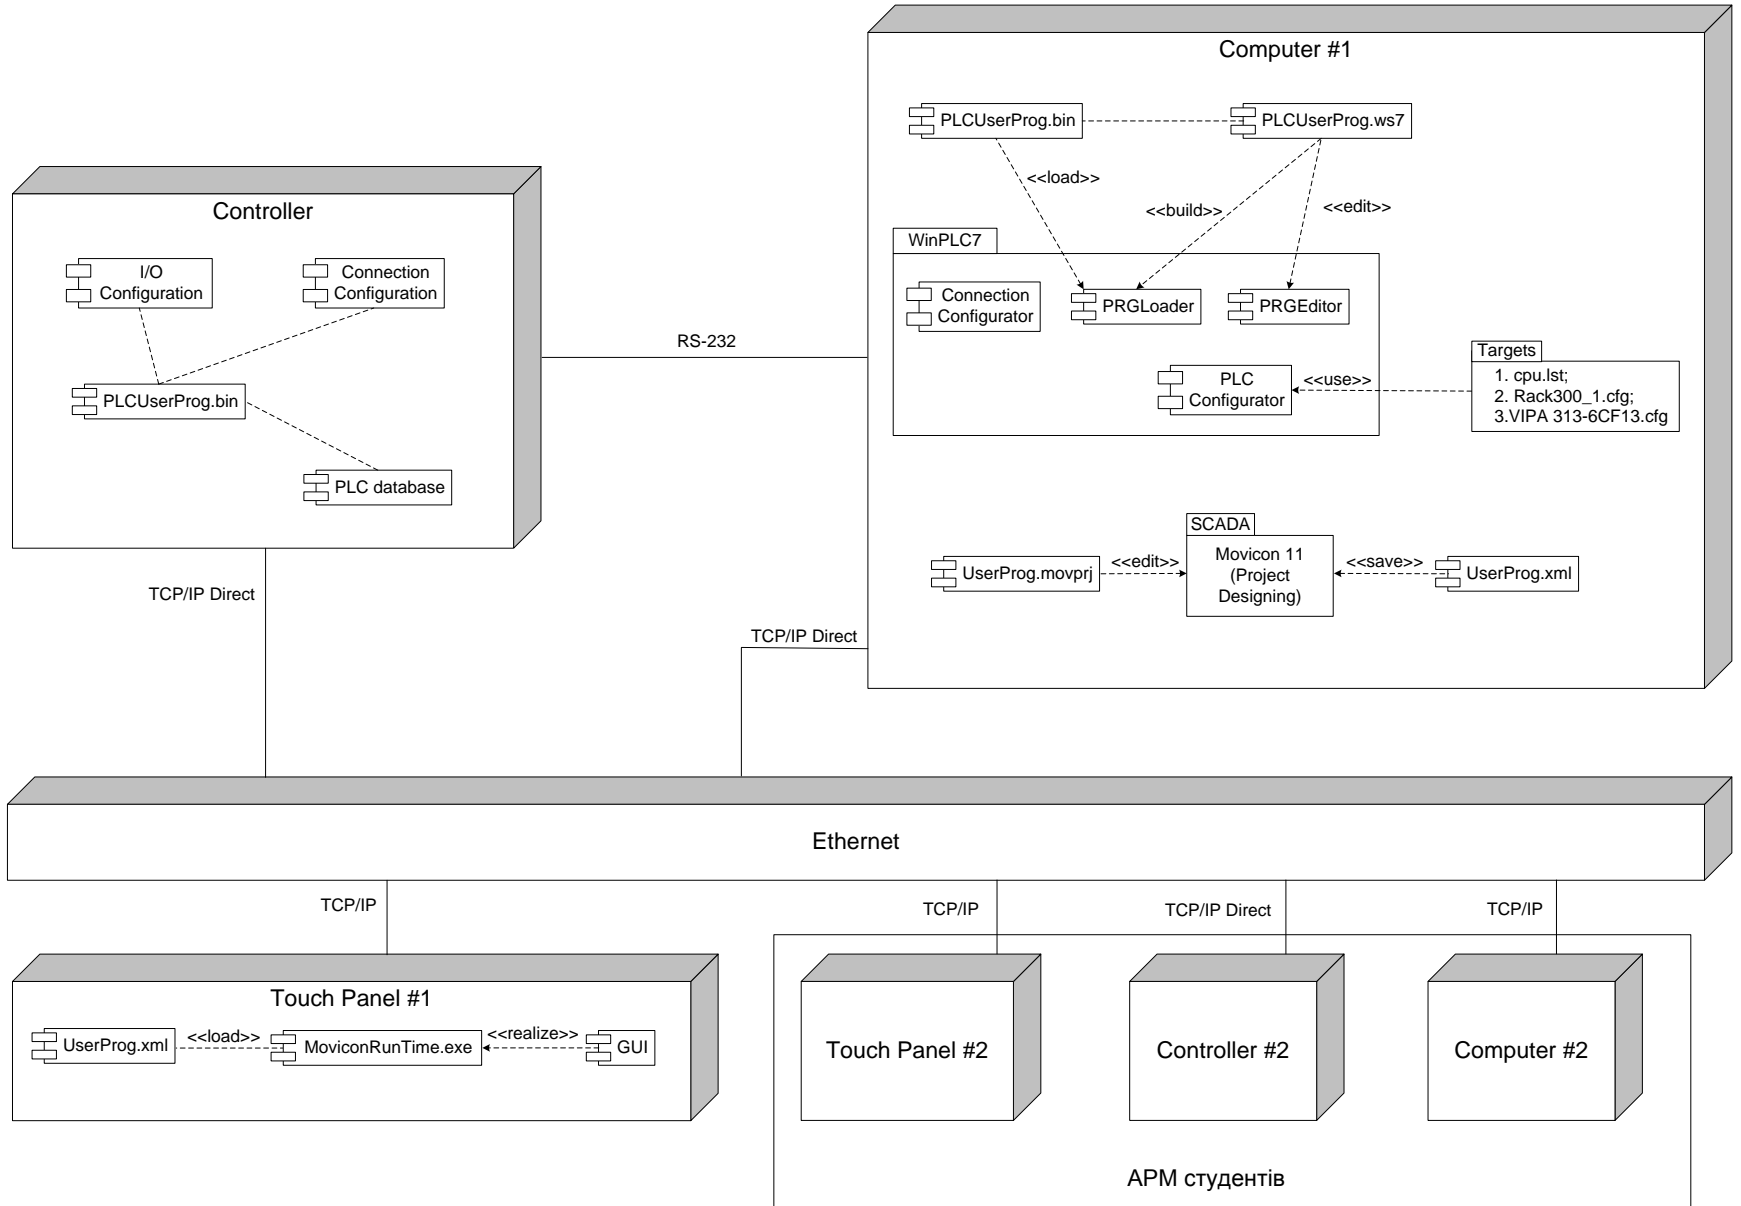 Computer #1
PLCUserProg.bin
PLCUserProg.ws7
<<load>>
<<build>>
<<edit>>
WinPLC7
Connection
Configurator
PRGLoader
PRGEditor
PLC
Configurator
<<use>>
Targets
1. cpu.lst;
2. Rack300_1.cfg;
3.VIPA 313-6CF13.cfg
SCADA
UserProg.movprj
<<edit>>
Movicon 11
(Project
Designing)
<<save>>
UserProg.xml
Controller
I/O
Configuration
Connection
Configuration
PLCUserProg.bin
PLC database
RS-232
TCP/IP Direct
TCP/IP Direct
Ethernet
TCP/IP
TCP/IP
TCP/IP Direct
TCP/IP
Touch Panel #1
UserProg.xml
<<load>>
MoviconRunTime.exe
<<realize>>
GUI
Touch Panel #2
Controller #2
Computer #2
АРМ студентів